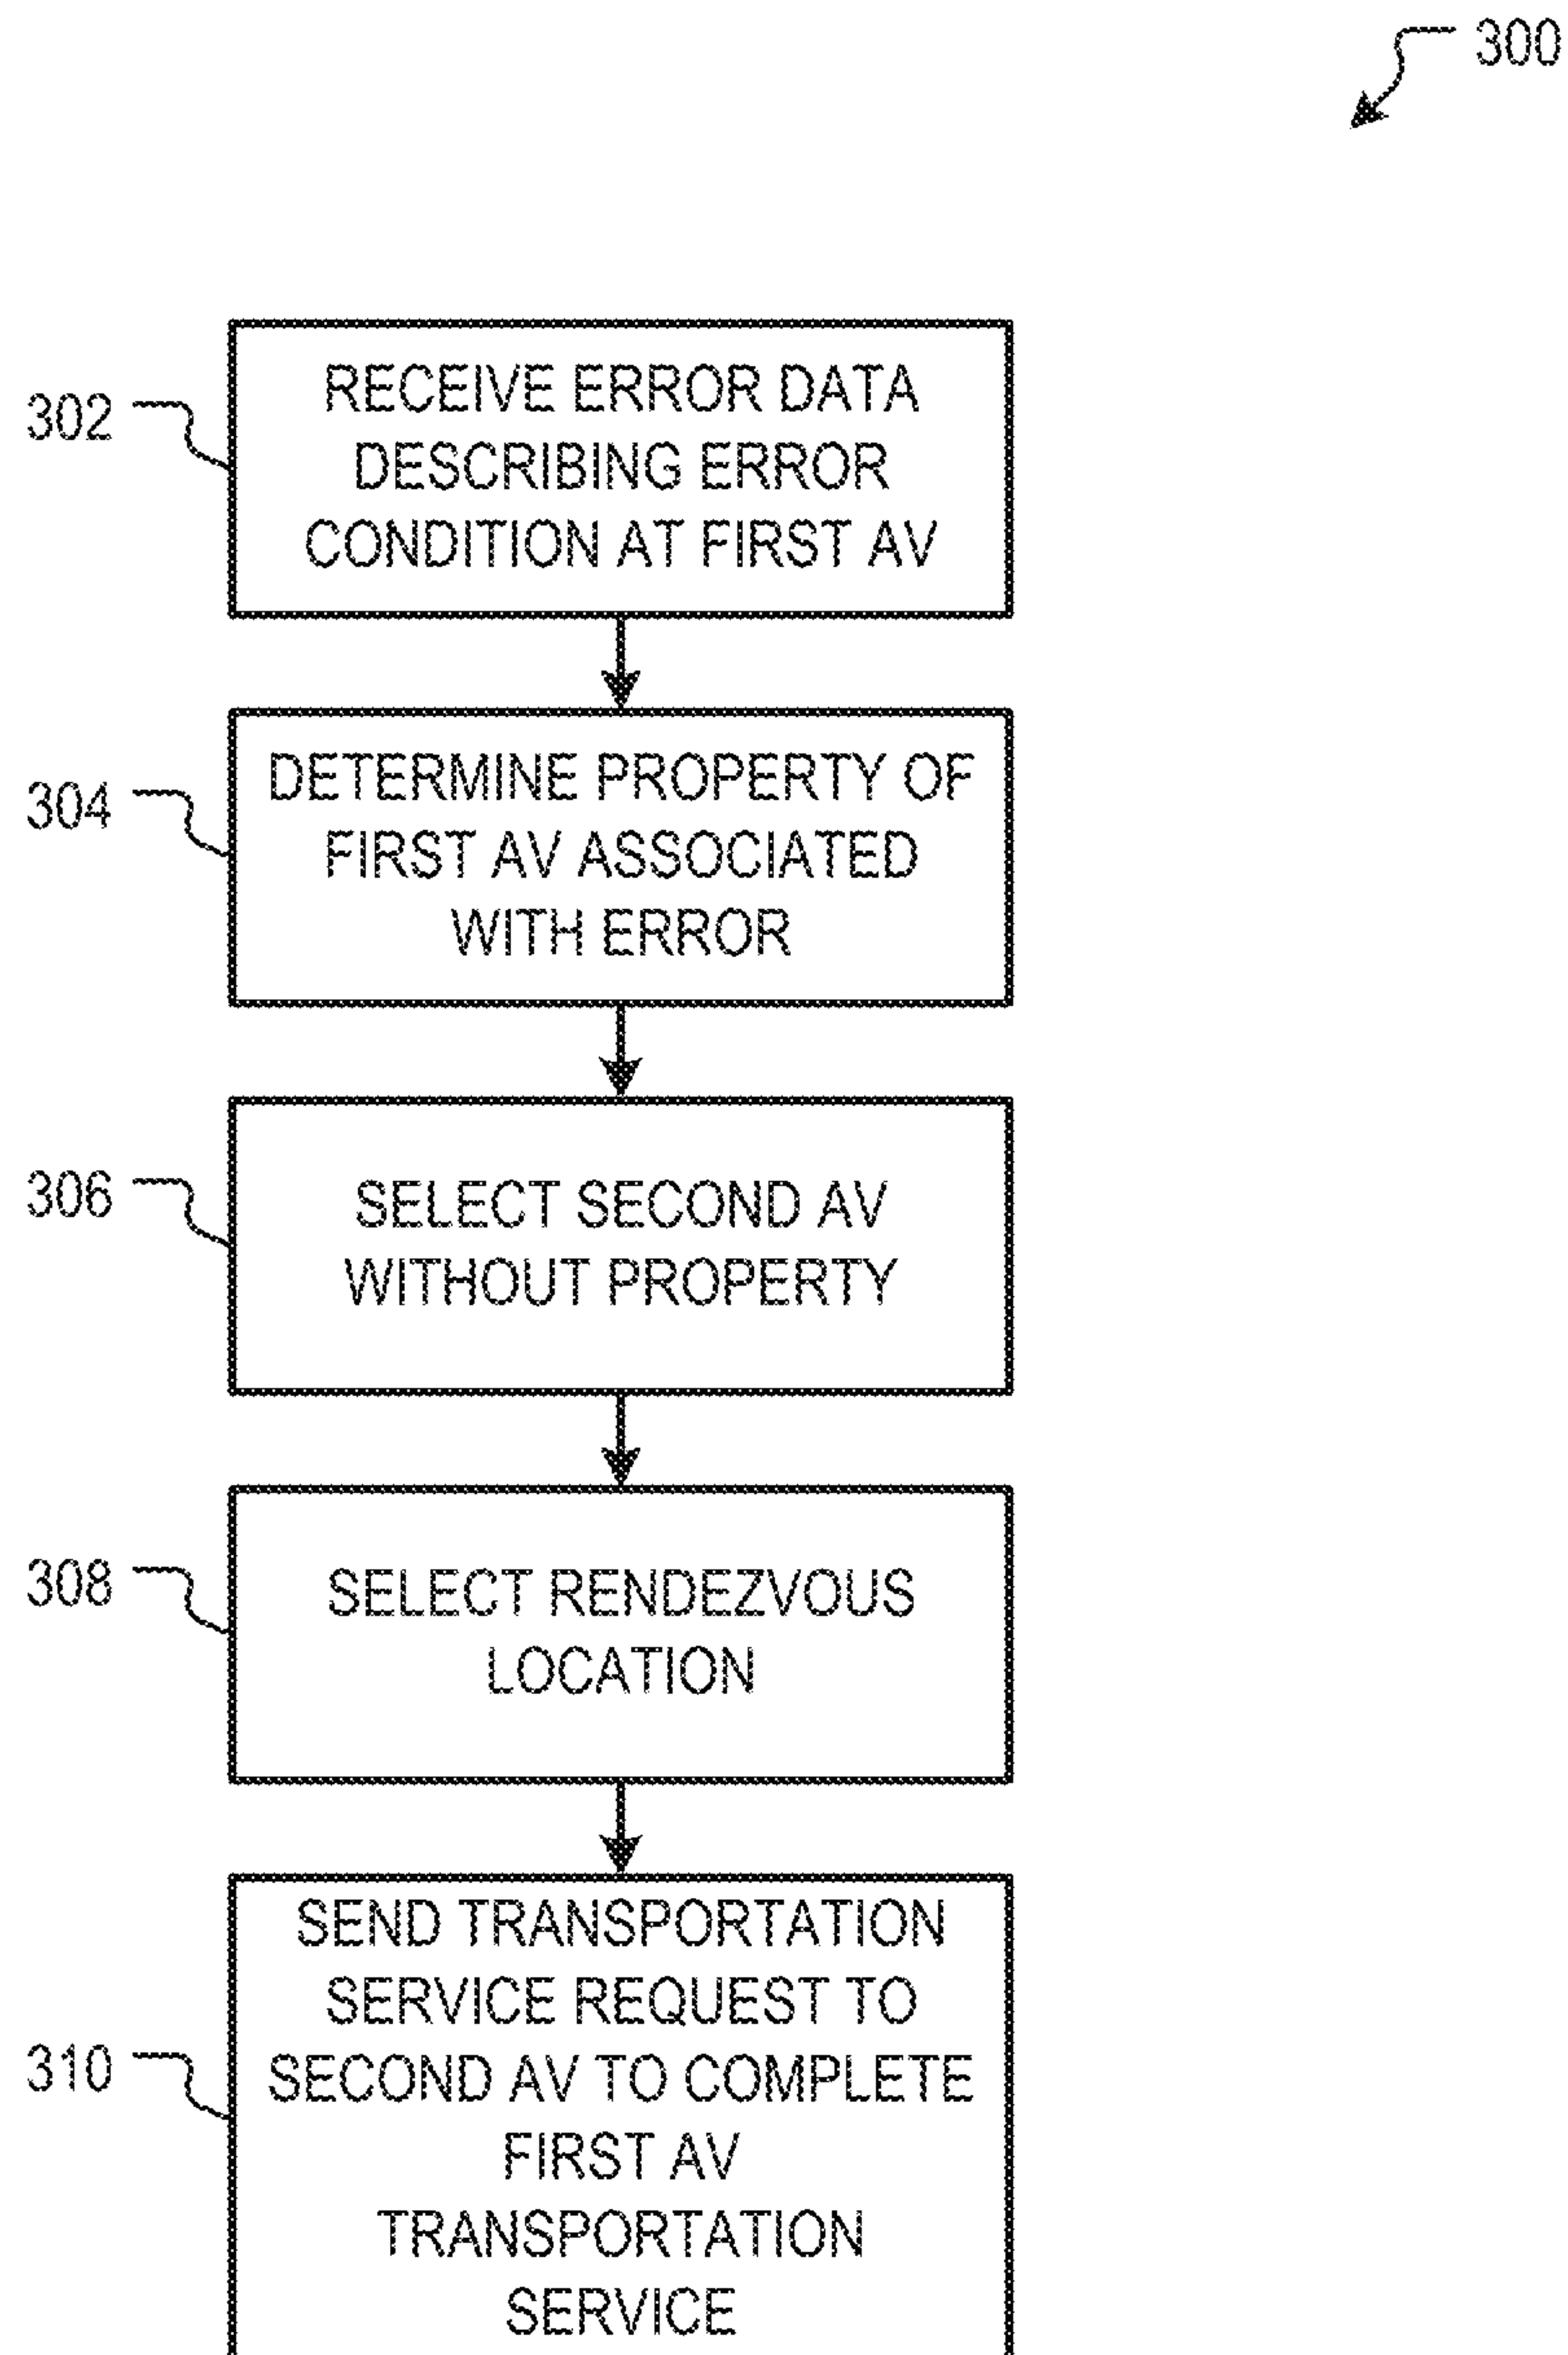 300
302
RECEIVE ERROR DATA
DESCRIBING ERROR
CONDITION AT FIRST AV
304
DETERMINE PROPERTY OF
FIRST AV ASSOCIATED
WITH ERROR
306
SELECT SECOND AV
WITHOUT PROPERTY
308
SELECT RENDEZVOUS
LOCATION
310
SEND TRANSPORTATION
SERVICE REQUEST TO
SECOND AV TO COMPLETE
FIRST AV
TRANSPORTATION
SERVICE